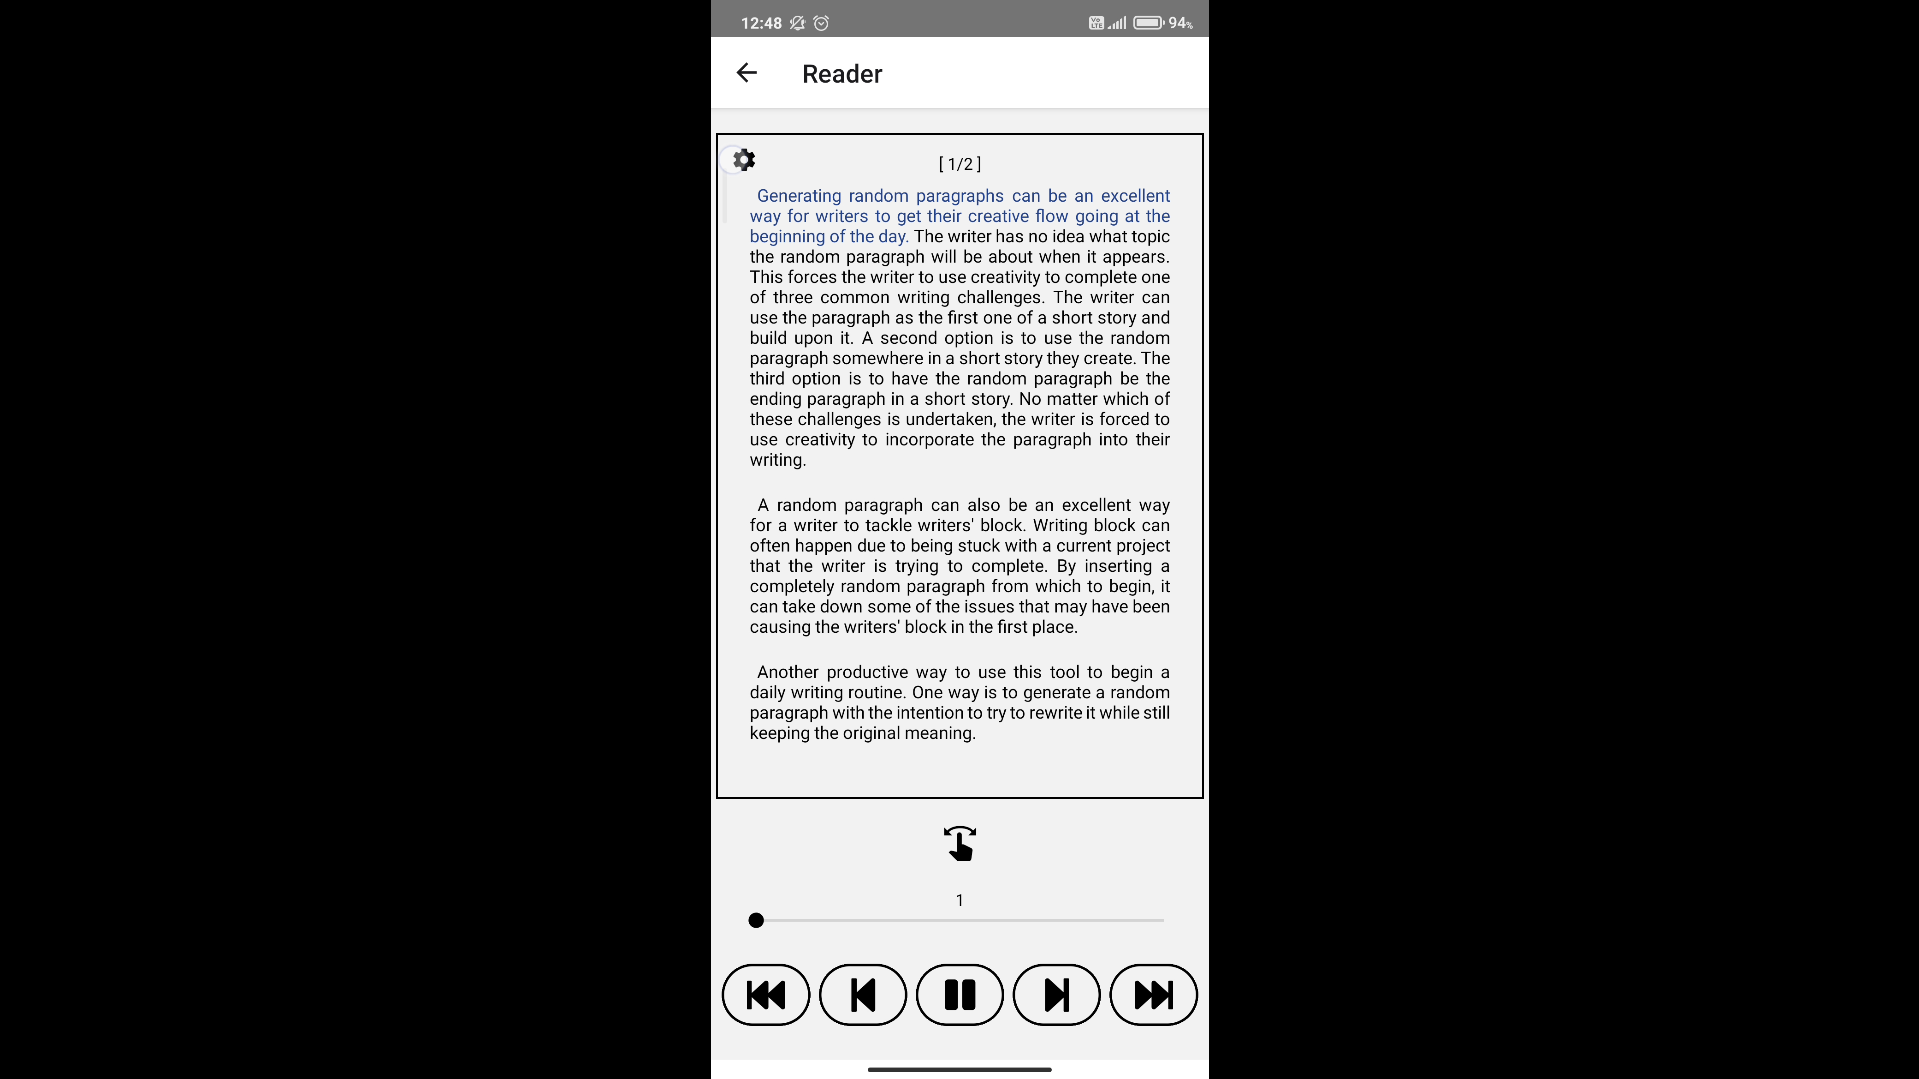 12:48 Vo LTE 94%
Reader
[ 1/2 ]
Generating random paragraphs can be an excellent
way for writers to get their creative flow going at the
beginning of the day. The writer has no idea what topic
the random paragraph will be about when it appears.
This forces the writer to use creativity to complete one
of three common writing challenges. The writer can
use the paragraph as the first one of a short story and
build upon it. A second option is to use the random
paragraph somewhere in a short story they create. The
third option is to have the random paragraph be the
ending paragraph in a short story. No matter which of
these challenges is undertaken, the writer is forced to
use creativity to incorporate the paragraph into their
writing.
A random paragraph can also be an excellent way
for a writer to tackle writers' block. Writing block can
often happen due to being stuck with a current project
that the writer is trying to complete. By inserting a
completely random paragraph from which to begin, it
can take down some of the issues that may have been
causing the writers' block in the first place.
Another productive way to use this tool to begin a
daily writing routine. One way is to generate a random
paragraph with the intention to try to rewrite it while still
keeping the original meaning.
1